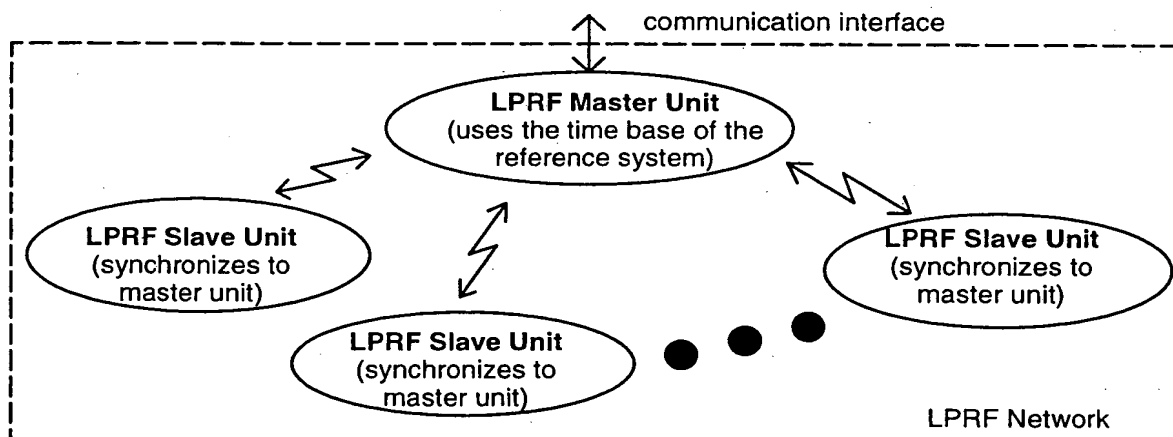 communication interface
LPRF Master Unit
(uses the time base of the
reference system)
LPRF Slave Unit
(synchronizes to
master unit)
LPRF Slave Unit
(synchronizes to
master unit)
LPRF Slave Unit
(synchronizes to
master unit)
LPRF Network